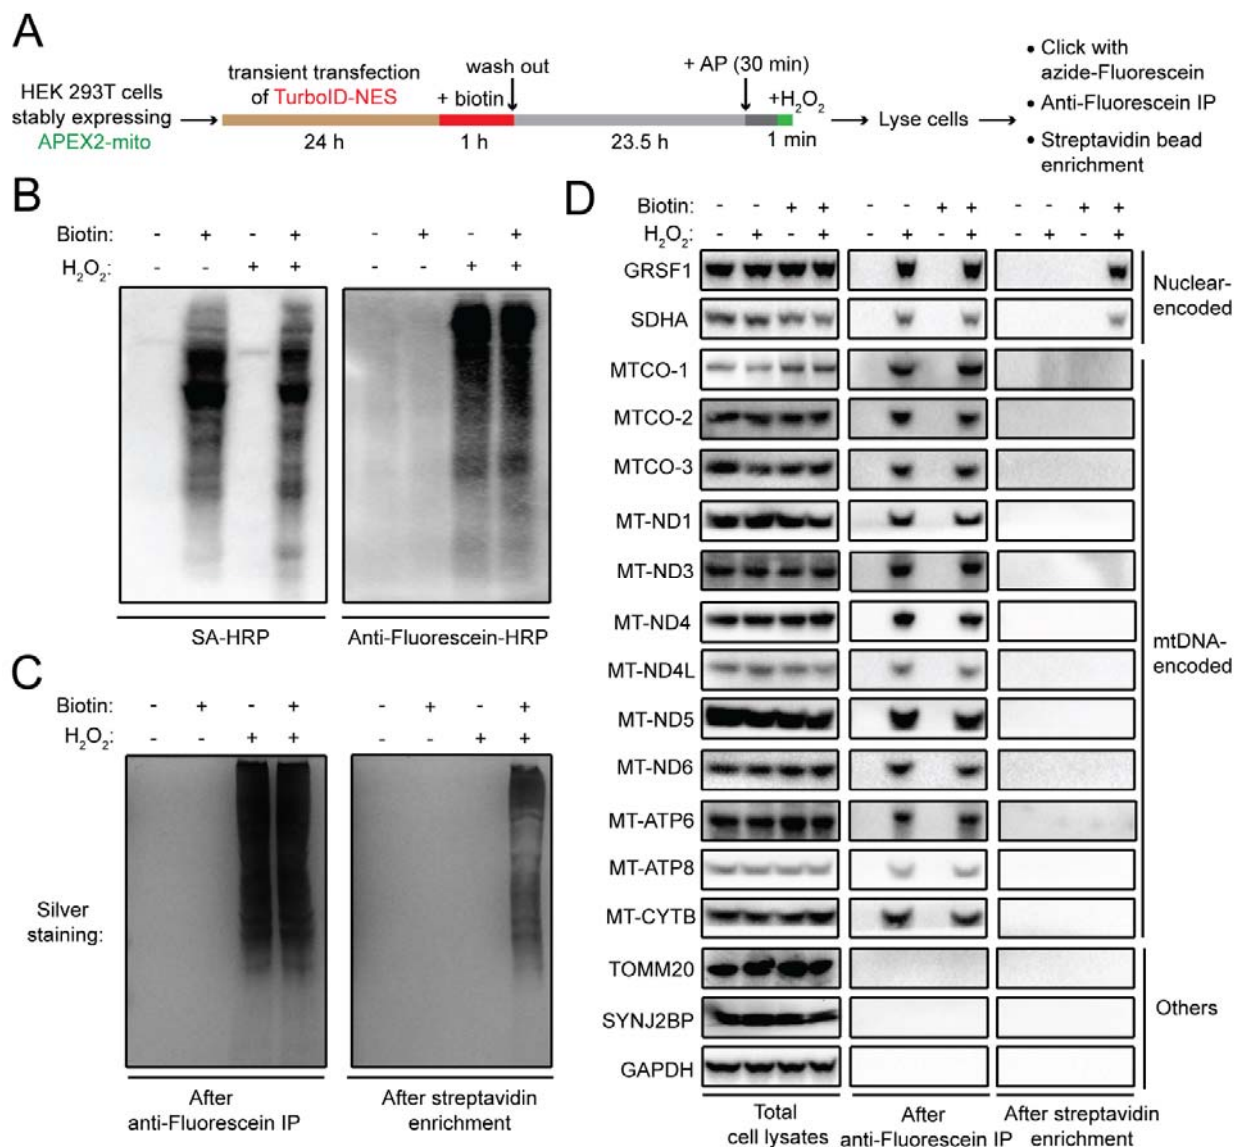 A
HEK 293T cells
stably expressing
APEX2-mito
transient transfection
of TurboID-NES
+ biotin
wash out
+ AP (30 min)
+H₂O₂
24 h
1 h
23.5 h
1 min
Lyse cells
• Click with
azide-Fluorescein
• Anti-Fluorescein IP
• Streptavidin bead
enrichment
B
Biotin: - + - + - + - +
H₂O₂: - - + + - - + +
SA-HRP
Anti-Fluorescein-HRP
C
Biotin: - + - + - + - +
H₂O₂: - - + + - - + +
Silver
staining:
After
anti-Fluorescein IP
After streptavidin
enrichment
D
Biotin: - - + + - - + + - - + +
H₂O₂: - + - + - + - + - + - +
GRSF1
SDHA
Nuclear-
encoded
MTCO-1
MTCO-2
MTCO-3
MT-ND1
MT-ND3
MT-ND4
MT-ND4L
MT-ND5
MT-ND6
MT-ATP6
MT-ATP8
MT-CYTB
mtDNA-
encoded
TOMM20
SYNJ2BP
GAPDH
Others
Total
cell lysates
After
anti-Fluorescein IP
After streptavidin
enrichment